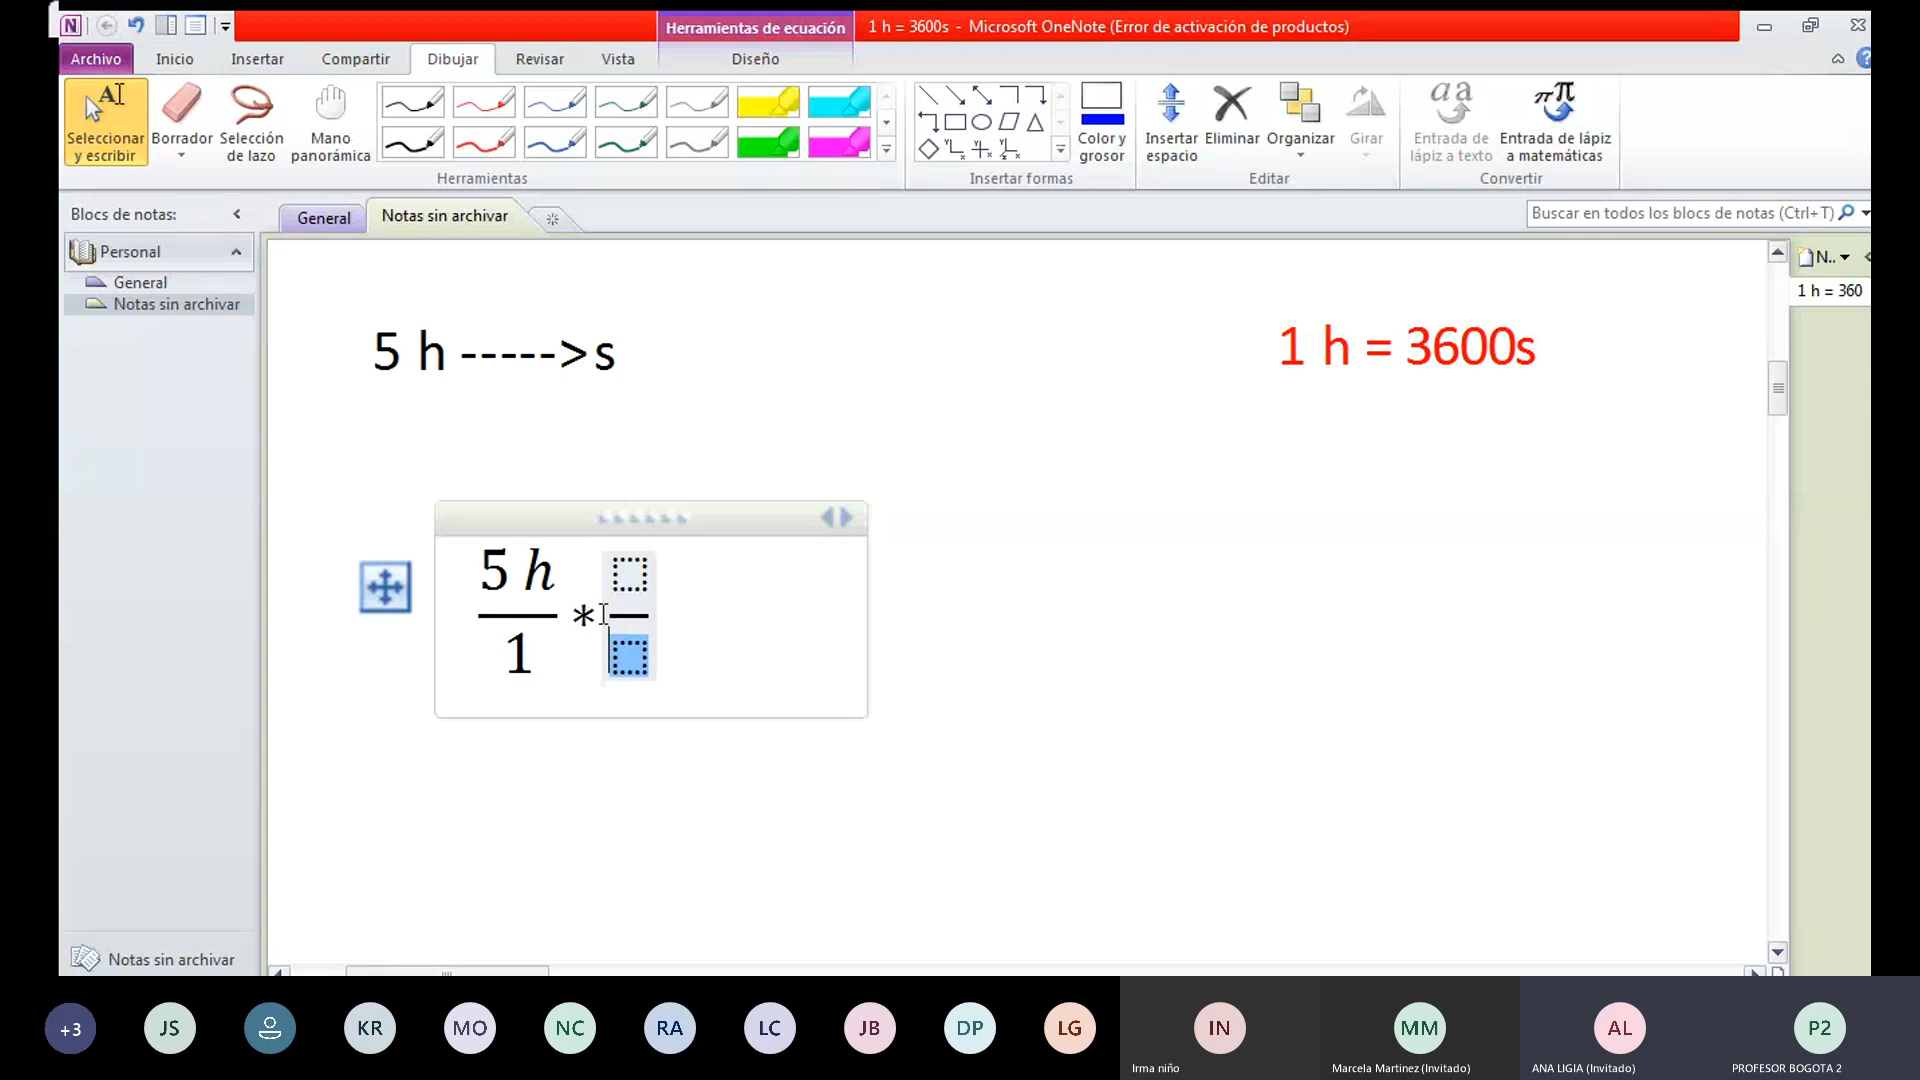 Herramientas de ecuación
1 h = 3600s - Microsoft OneNote (Error de activación de productos)
Archivo Inicio Insertar Compartir Dibujar Revisar Vista Diseño
Seleccionar y escribir
Borrador
Selección de lazo
Mano panorámica
Color y grosor
Insertar espacio
Eliminar
Organizar
Girar
Entrada de lápiz a texto
Entrada de lápiz a matemáticas
Herramientas Insertar formas Editar Convertir
Blocs de notas:
General
Notas sin archivar
Buscar en todos los blocs de notas (Ctrl+T)
Personal
General
Notas sin archivar
N..
1 h = 360
5 h ----->s
1 h = 3600s
5 h
*
1
Notas sin archivar
+3 JS KR MO NC RA LC JB DP LG IN MM AL P2
Irma niño
Marcela Martinez (Invitado)
ANA LIGIA (Invitado)
PROFESOR BOGOTA 2